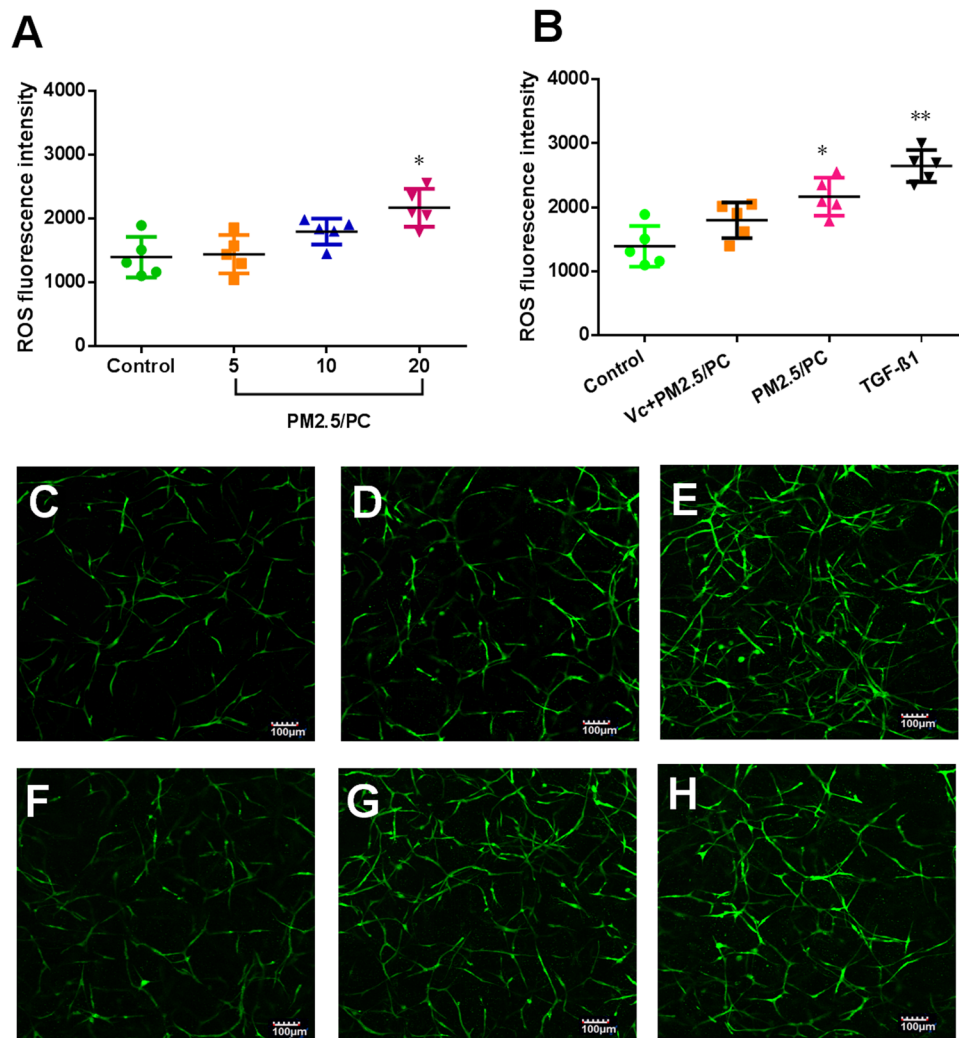 A
ROS fluorescence intensity
4000
3000
2000
1000
0
*
Control
5
10
20
PM2.5/PC
B
ROS fluorescence intensity
4000
3000
2000
1000
0
*
**
Control
Vc+PM2.5/PC
PM2.5/PC
TGF-ß1
C
100μm
D
100μm
E
100μm
F
100μm
G
100μm
H
100μm